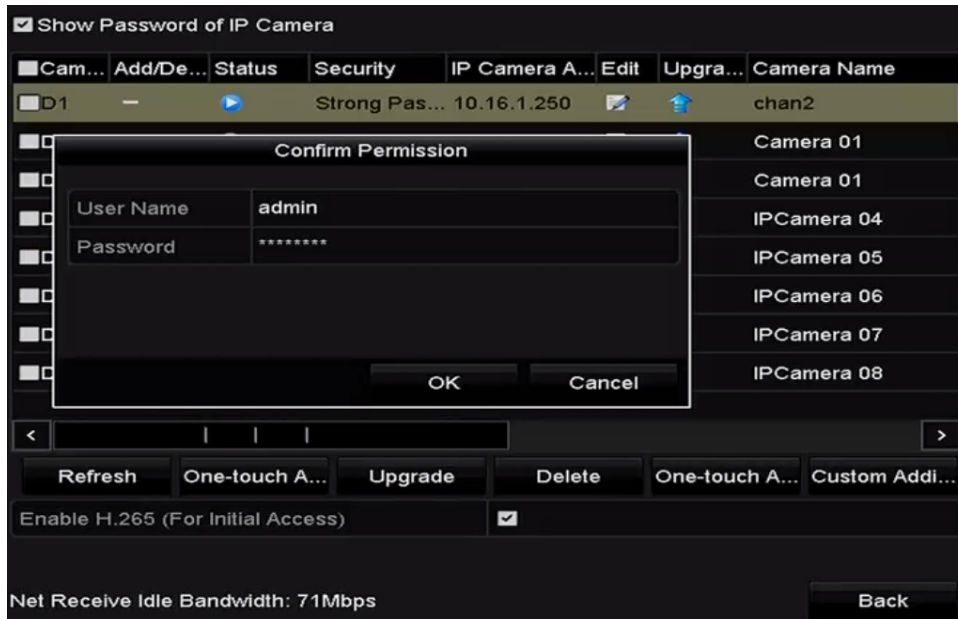 Show Password of IP Camera
Cam... Add/De... Status Security IP Camera A... Edit Upgra... Camera Name
D1 — Strong Pas... 10.16.1.250 chan2
Confirm Permission
D Camera 01
D Camera 01
User Name admin
D IPCamera 04
Password ********
D IPCamera 05
D IPCamera 06
D IPCamera 07
D IPCamera 08
OK Cancel
< >
Refresh One-touch A... Upgrade Delete One-touch A... Custom Addi...
Enable H.265 (For Initial Access)
Net Receive Idle Bandwidth: 71Mbps Back